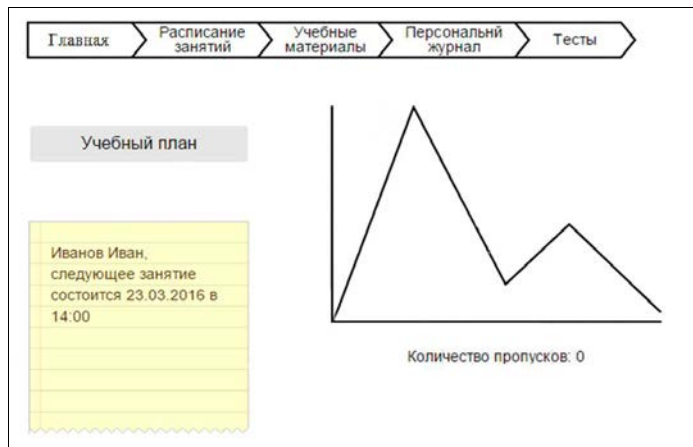 Главная
Расписание
занятий
Учебные
материалы
Персональнй
журнал
Тесты
Учебный план
Иванов Иван,
следующее занятие
состоится 23.03.2016 в
14:00
Количество пропусков: 0